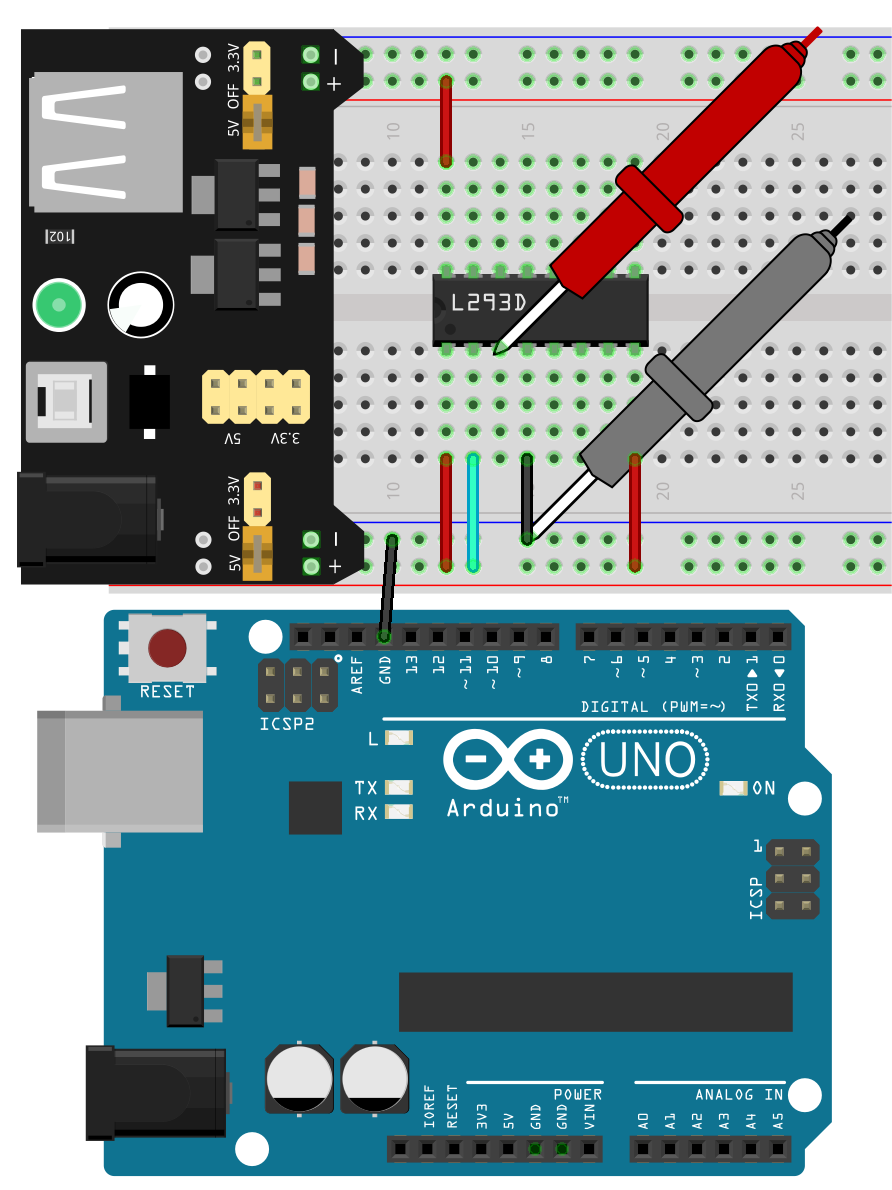 3.3V
OFF
5V
−
+
10
15
20
25
102
L293D
5V
3.3V
10
20
25
3.3V
OFF
5V
−
+
RESET
ICSP2
AREF
GND
13
12
~11
~10
~9
8
7
~6
~5
4
~3
2
TX0▶1
RX0◀0
DIGITAL (PWM=~)
L
TX
RX
Arduino™
UNO
ON
1
ICSP
IOREF
RESET
3V3
5V
GND
GND
VIN
POWER
A0
A1
A2
A3
A4
A5
ANALOG IN